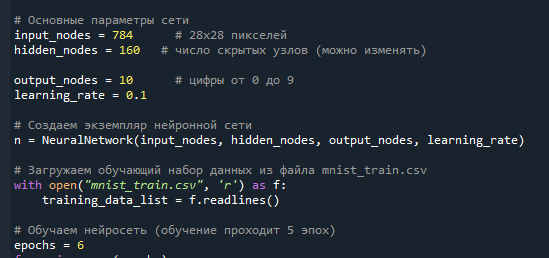 # Основные параметры сети
input_nodes = 784 # 28x28 пикселей
hidden_nodes = 160 # число скрытых узлов (можно изменять)
output_nodes = 10 # цифры от 0 до 9
learning_rate = 0.1
# Создаем экземпляр нейронной сети
n = NeuralNetwork(input_nodes, hidden_nodes, output_nodes, learning_rate)
# Загружаем обучающий набор данных из файла mnist_train.csv
with open("mnist_train.csv", 'r') as f:
training_data_list = f.readlines()
# Обучаем нейросеть (обучение проходит 5 эпох)
epochs = 6